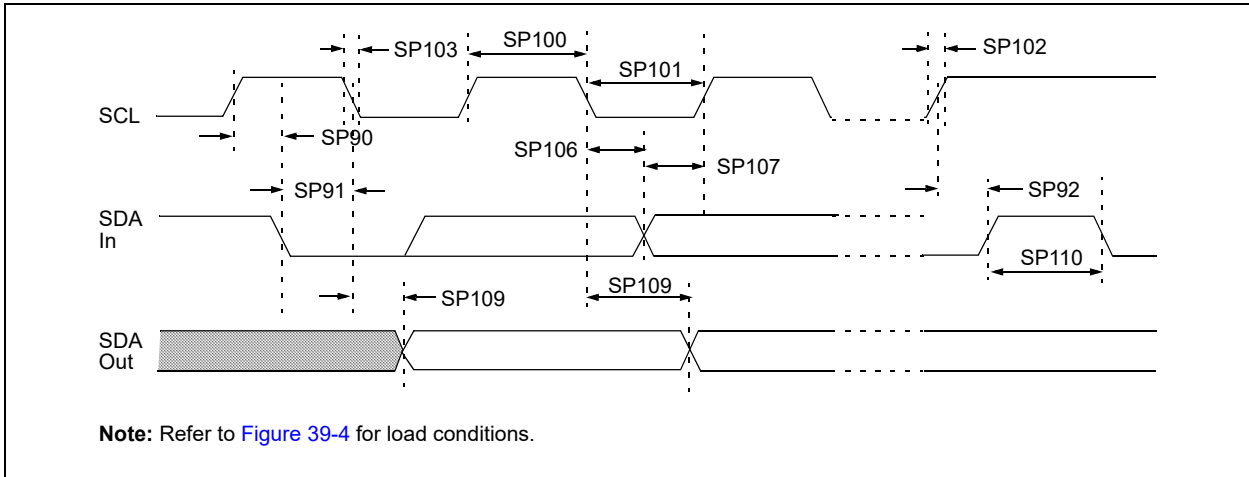 SP103
SP100
SP101
SP102
SCL
SP90
SP106
SP107
SP91
SP92
SDA
In
SP110
SP109
SP109
SDA
Out
Note: Refer to Figure 39-4 for load conditions.